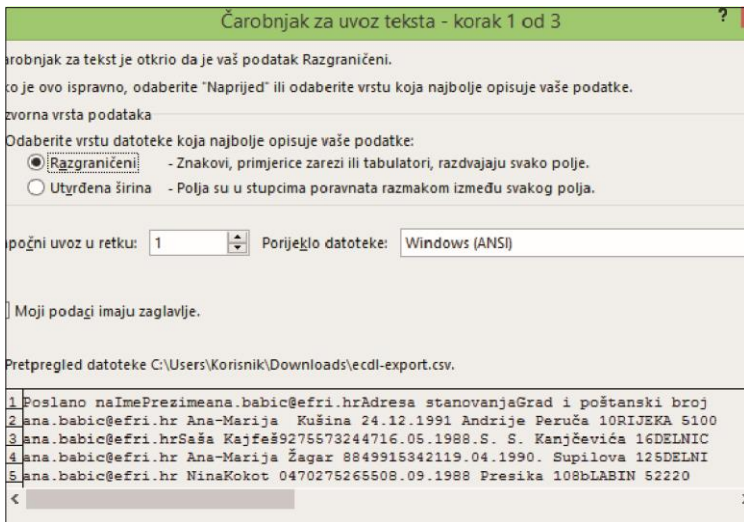 Čarobnjak za uvoz teksta - korak 1 od 3 ?
arobnjak za tekst je otkrio da je vaš podatak Razgraničeni.
ko je ovo ispravno, odaberite "Naprijed" ili odaberite vrstu koja najbolje opisuje vaše podatke.
zvorna vrsta podataka
Odaberite vrstu datoteke koja najbolje opisuje vaše podatke:
Razgraničeni - Znakovi, primjerice zarezi ili tabulatori, razdvajaju svako polje.
Utvrđena širina - Polja su u stupcima poravnata razmakom između svakog polja.
počni uvoz u retku: 1 Porijeklo datoteke: Windows (ANSI)
Moji podaci imaju zaglavlje.
Pretpregled datoteke C:\Users\Korisnik\Downloads\ecdl-export.csv.
1 Poslano naImePrezimeana.babic@efri.hrAdresa stanovanjaGrad i poštanski broj
2 ana.babic@efri.hr Ana-Marija Kušina 24.12.1991 Andrije Peruča 10RIJEKA 5100
3 ana.babic@efri.hrSaša Kajfeš9275573244716.05.1988.S. S. Kanjčevića 16DELNIC
4 ana.babic@efri.hr Ana-Marija Žagar 8849915342119.04.1990. Supilova 125DELNI
5 ana.babic@efri.hr NinaKokot 0470275265508.09.1988 Presika 108bLABIN 52220